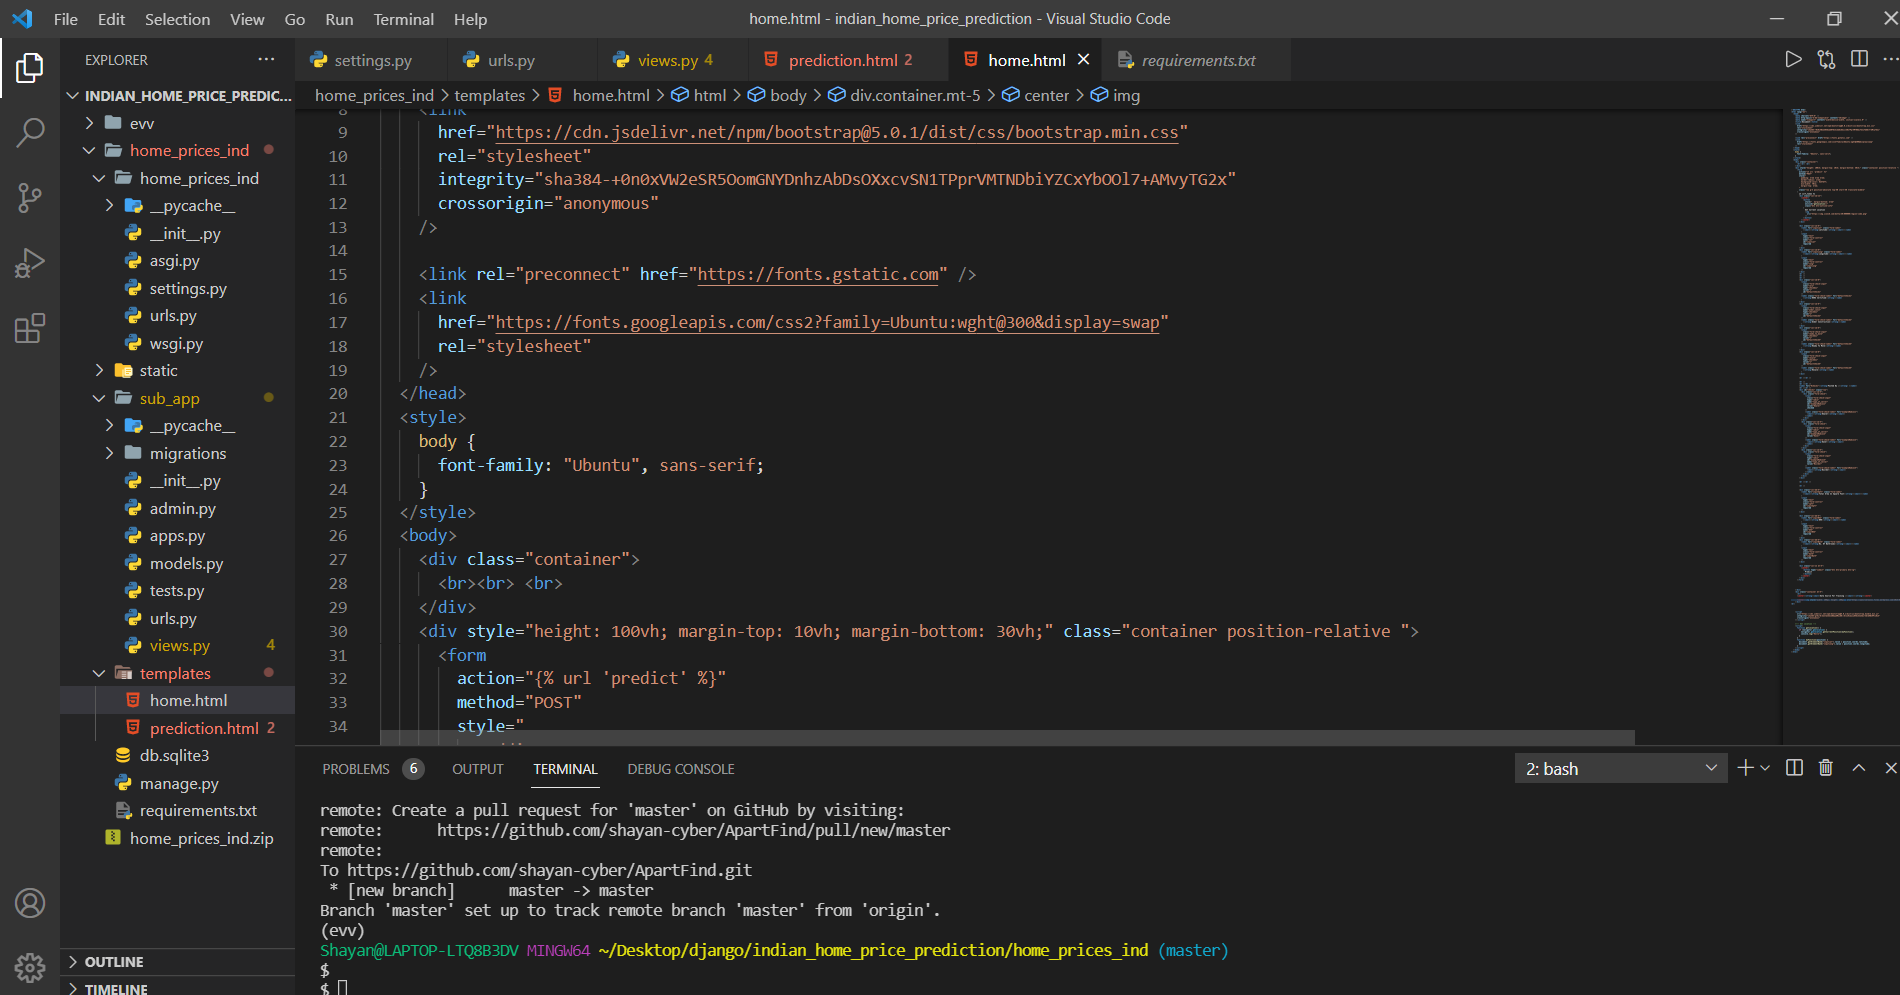 File Edit Selection View Go Run Terminal Help
home.html - indian_home_price_prediction - Visual Studio Code
EXPLORER
INDIAN_HOME_PRICE_PREDIC...
evv
home_prices_ind
home_prices_ind
__pycache__
__init__.py
asgi.py
settings.py
urls.py
wsgi.py
static
sub_app
__pycache__
migrations
__init__.py
admin.py
apps.py
models.py
tests.py
urls.py
views.py 4
templates
home.html
prediction.html 2
db.sqlite3
manage.py
requirements.txt
home_prices_ind.zip
OUTLINE
TIMELINE
settings.py urls.py views.py 4 prediction.html 2 home.html requirements.txt
home_prices_ind > templates > home.html > html > body > div.container.mt-5 > center > img
8 <link
9 href="https://cdn.jsdelivr.net/npm/bootstrap@5.0.1/dist/css/bootstrap.min.css"
10 rel="stylesheet"
11 integrity="sha384-+0n0xVW2eSR5OomGNYDnhzAbDsOXxcvSN1TPprVMTNDbiYZCxYbOOl7+AMvyTG2x"
12 crossorigin="anonymous"
13 />
14
15 <link rel="preconnect" href="https://fonts.gstatic.com" />
16 <link
17 href="https://fonts.googleapis.com/css2?family=Ubuntu:wght@300&display=swap"
18 rel="stylesheet"
19 />
20 </head>
21 <style>
22 body {
23 font-family: "Ubuntu", sans-serif;
24 }
25 </style>
26 <body>
27 <div class="container">
28 <br><br> <br>
29 </div>
30 <div style="height: 100vh; margin-top: 10vh; margin-bottom: 30vh;" class="container position-relative ">
31 <form
32 action="{% url 'predict' %}"
33 method="POST"
34 style="
PROBLEMS 6 OUTPUT TERMINAL DEBUG CONSOLE
2: bash
remote: Create a pull request for 'master' on GitHub by visiting:
remote: https://github.com/shayan-cyber/ApartFind/pull/new/master
remote:
To https://github.com/shayan-cyber/ApartFind.git
* [new branch] master -> master
Branch 'master' set up to track remote branch 'master' from 'origin'.
(evv)
Shayan@LAPTOP-LTQ8B3DV MINGW64 ~/Desktop/django/indian_home_price_prediction/home_prices_ind (master)
$
$